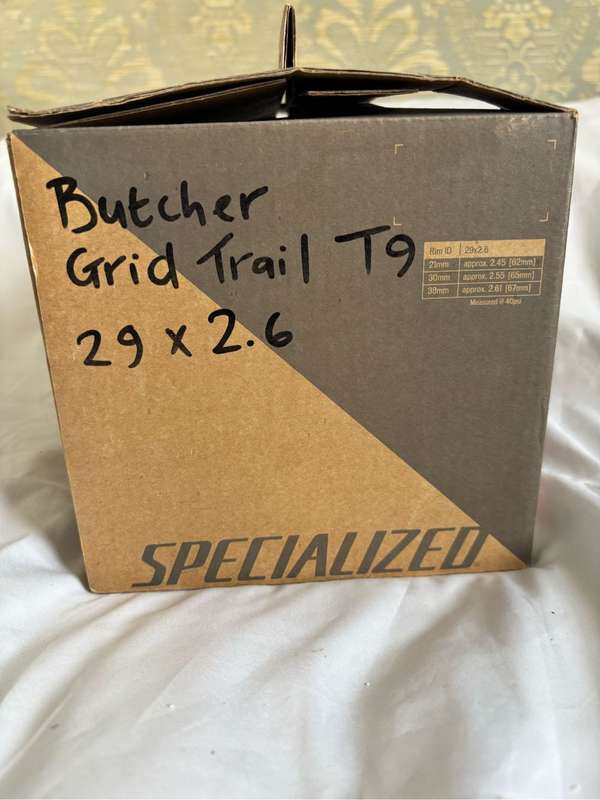 Butcher
Grid Trail T9
29 x 2.6
Rim ID 29x2.6
21mm approx. 2.45 [62mm]
30mm approx. 2.55 [65mm]
38mm approx. 2.61 [67mm]
Measured @ 40psi
SPECIALIZED